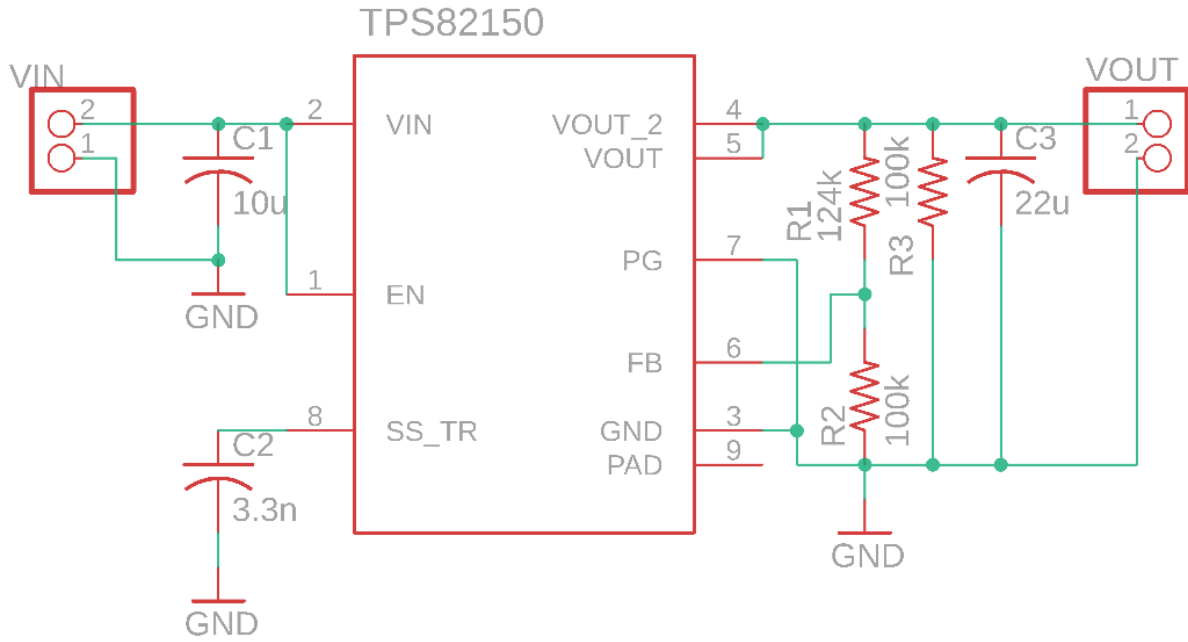 TPS82150
VIN
2
1
C1
10u
GND
2
VIN
1
EN
8
SS_TR
C2
3.3n
GND
VOUT_2
4
VOUT
5
PG
7
FB
6
GND
3
PAD
9
R1
124k
100k
R3
R2
100k
GND
C3
22u
VOUT
1
2